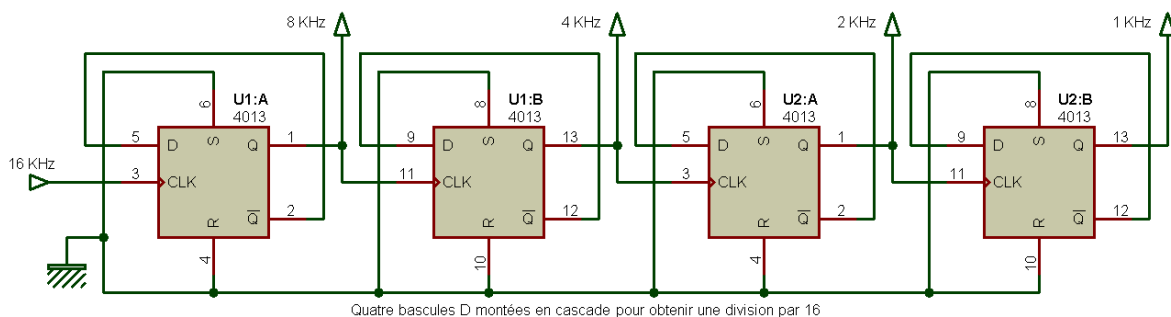 8 KHz
4 KHz
2 KHz
1 KHz
U1:A
4013
U1:B
4013
U2:A
4013
U2:B
4013
6
8
6
8
5
D
S
Q
1
9
D
S
Q
13
5
D
S
Q
1
9
D
S
Q
13
16 KHz
3
CLK
11
CLK
3
CLK
11
CLK
R
Q
2
R
Q
12
R
Q
2
R
Q
12
4
10
4
10
Quatre bascules D montées en cascade pour obtenir une division par 16